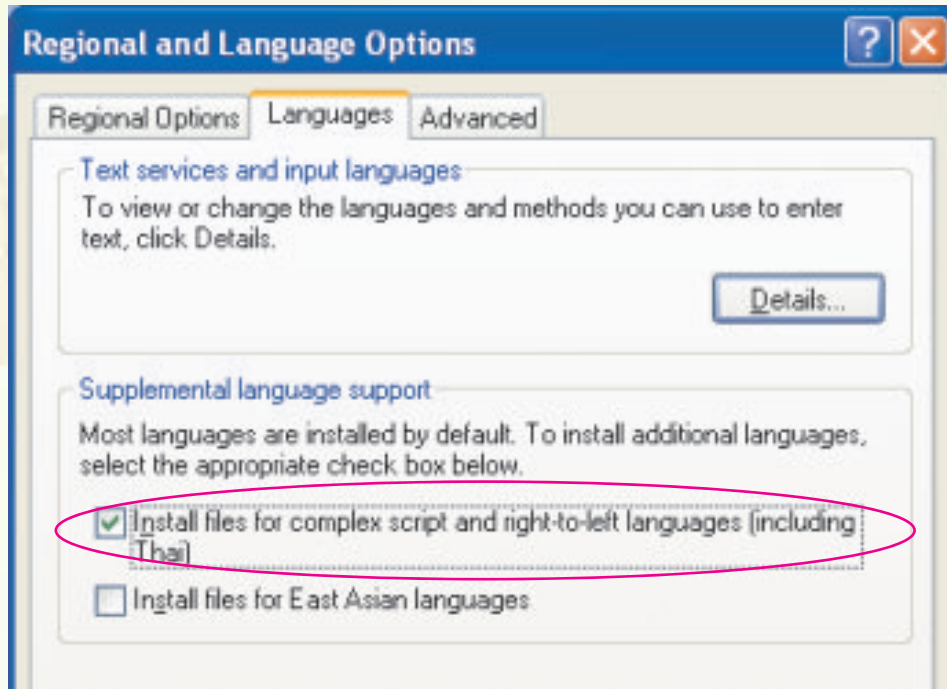 Regional and Language Options
Regional Options Languages Advanced
Text services and input languages
To view or change the languages and methods you can use to enter
text, click Details.
Details...
Supplemental language support
Most languages are installed by default. To install additional languages,
select the appropriate check box below.
Install files for complex script and right-to-left languages (including
Thai)
Install files for East Asian languages